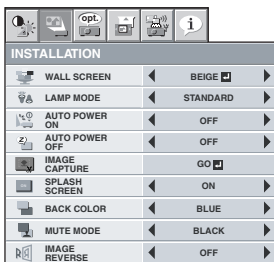 opt.
i
INSTALLATION
WALL SCREEN BEIGE
LAMP MODE STANDARD
AUTO POWER ON OFF
AUTO POWER OFF OFF
IMAGE CAPTURE GO
SPLASH SCREEN ON
BACK COLOR BLUE
MUTE MODE BLACK
IMAGE REVERSE OFF